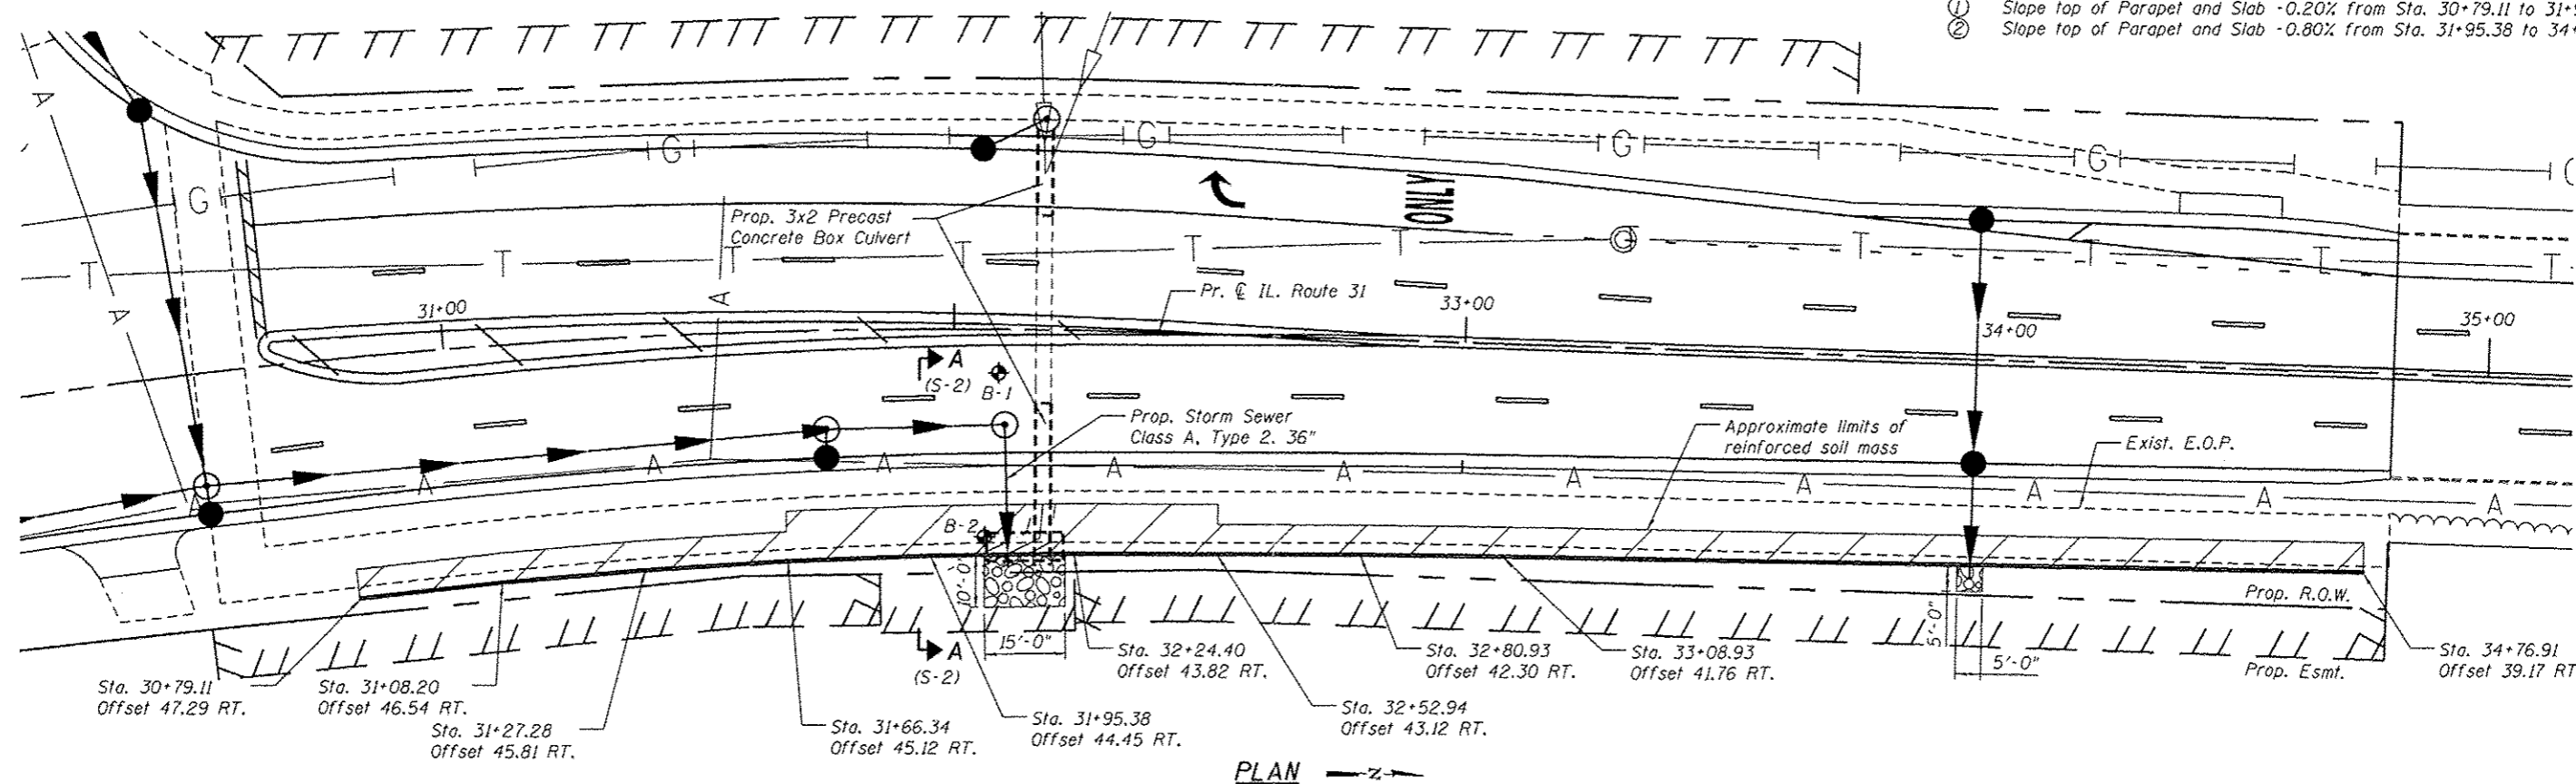 ① Slope top of Parapet and Slab -0.20% from Sta. 30+79.11 to
② Slope top of Parapet and Slab -0.80% from Sta. 31+95.38 to
A
G G G G
ONLY
Prop. 3x2 Precast
Concrete Box Culvert
T T T T T T T T T
A A
Pr. ℄ IL. Route 31
31+00
33+00
34+00
35+00
A
(S-2)
B-1
Prop. Storm Sewer
Class A, Type 2, 36"
Approximate limits of
reinforced soil mass
Exist. E.O.P.
A A A A A A A A A A
B-2
10'-0"
15'-0"
5'-0"
5'-0"
A
(S-2)
Prop. R.O.W.
Prop. Esmt.
Sta. 30+79.11
Offset 47.29 RT.
Sta. 31+08.20
Offset 46.54 RT.
Sta. 31+27.28
Offset 45.81 RT.
Sta. 31+66.34
Offset 45.12 RT.
Sta. 31+95.38
Offset 44.45 RT.
Sta. 32+24.40
Offset 43.82 RT.
Sta. 32+52.94
Offset 43.12 RT.
Sta. 32+80.93
Offset 42.30 RT.
Sta. 33+08.93
Offset 41.76 RT.
Sta. 34+76.91
Offset 39.17 RT
PLAN
Z